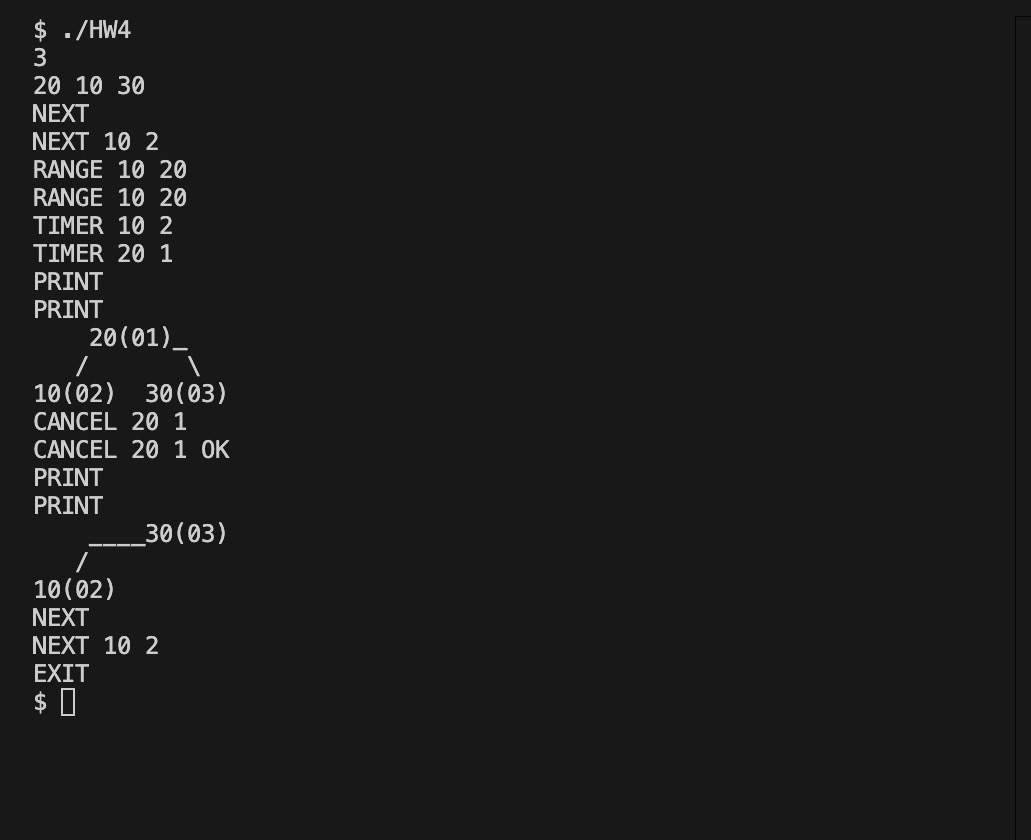 $ ./HW4
3
20 10 30
NEXT
NEXT 10 2
RANGE 10 20
RANGE 10 20
TIMER 10 2
TIMER 20 1
PRINT
PRINT
    20(01)_
   /       \
10(02)  30(03)
CANCEL 20 1
CANCEL 20 1 OK
PRINT
PRINT
    ____30(03)
   /
10(02)
NEXT
NEXT 10 2
EXIT
$